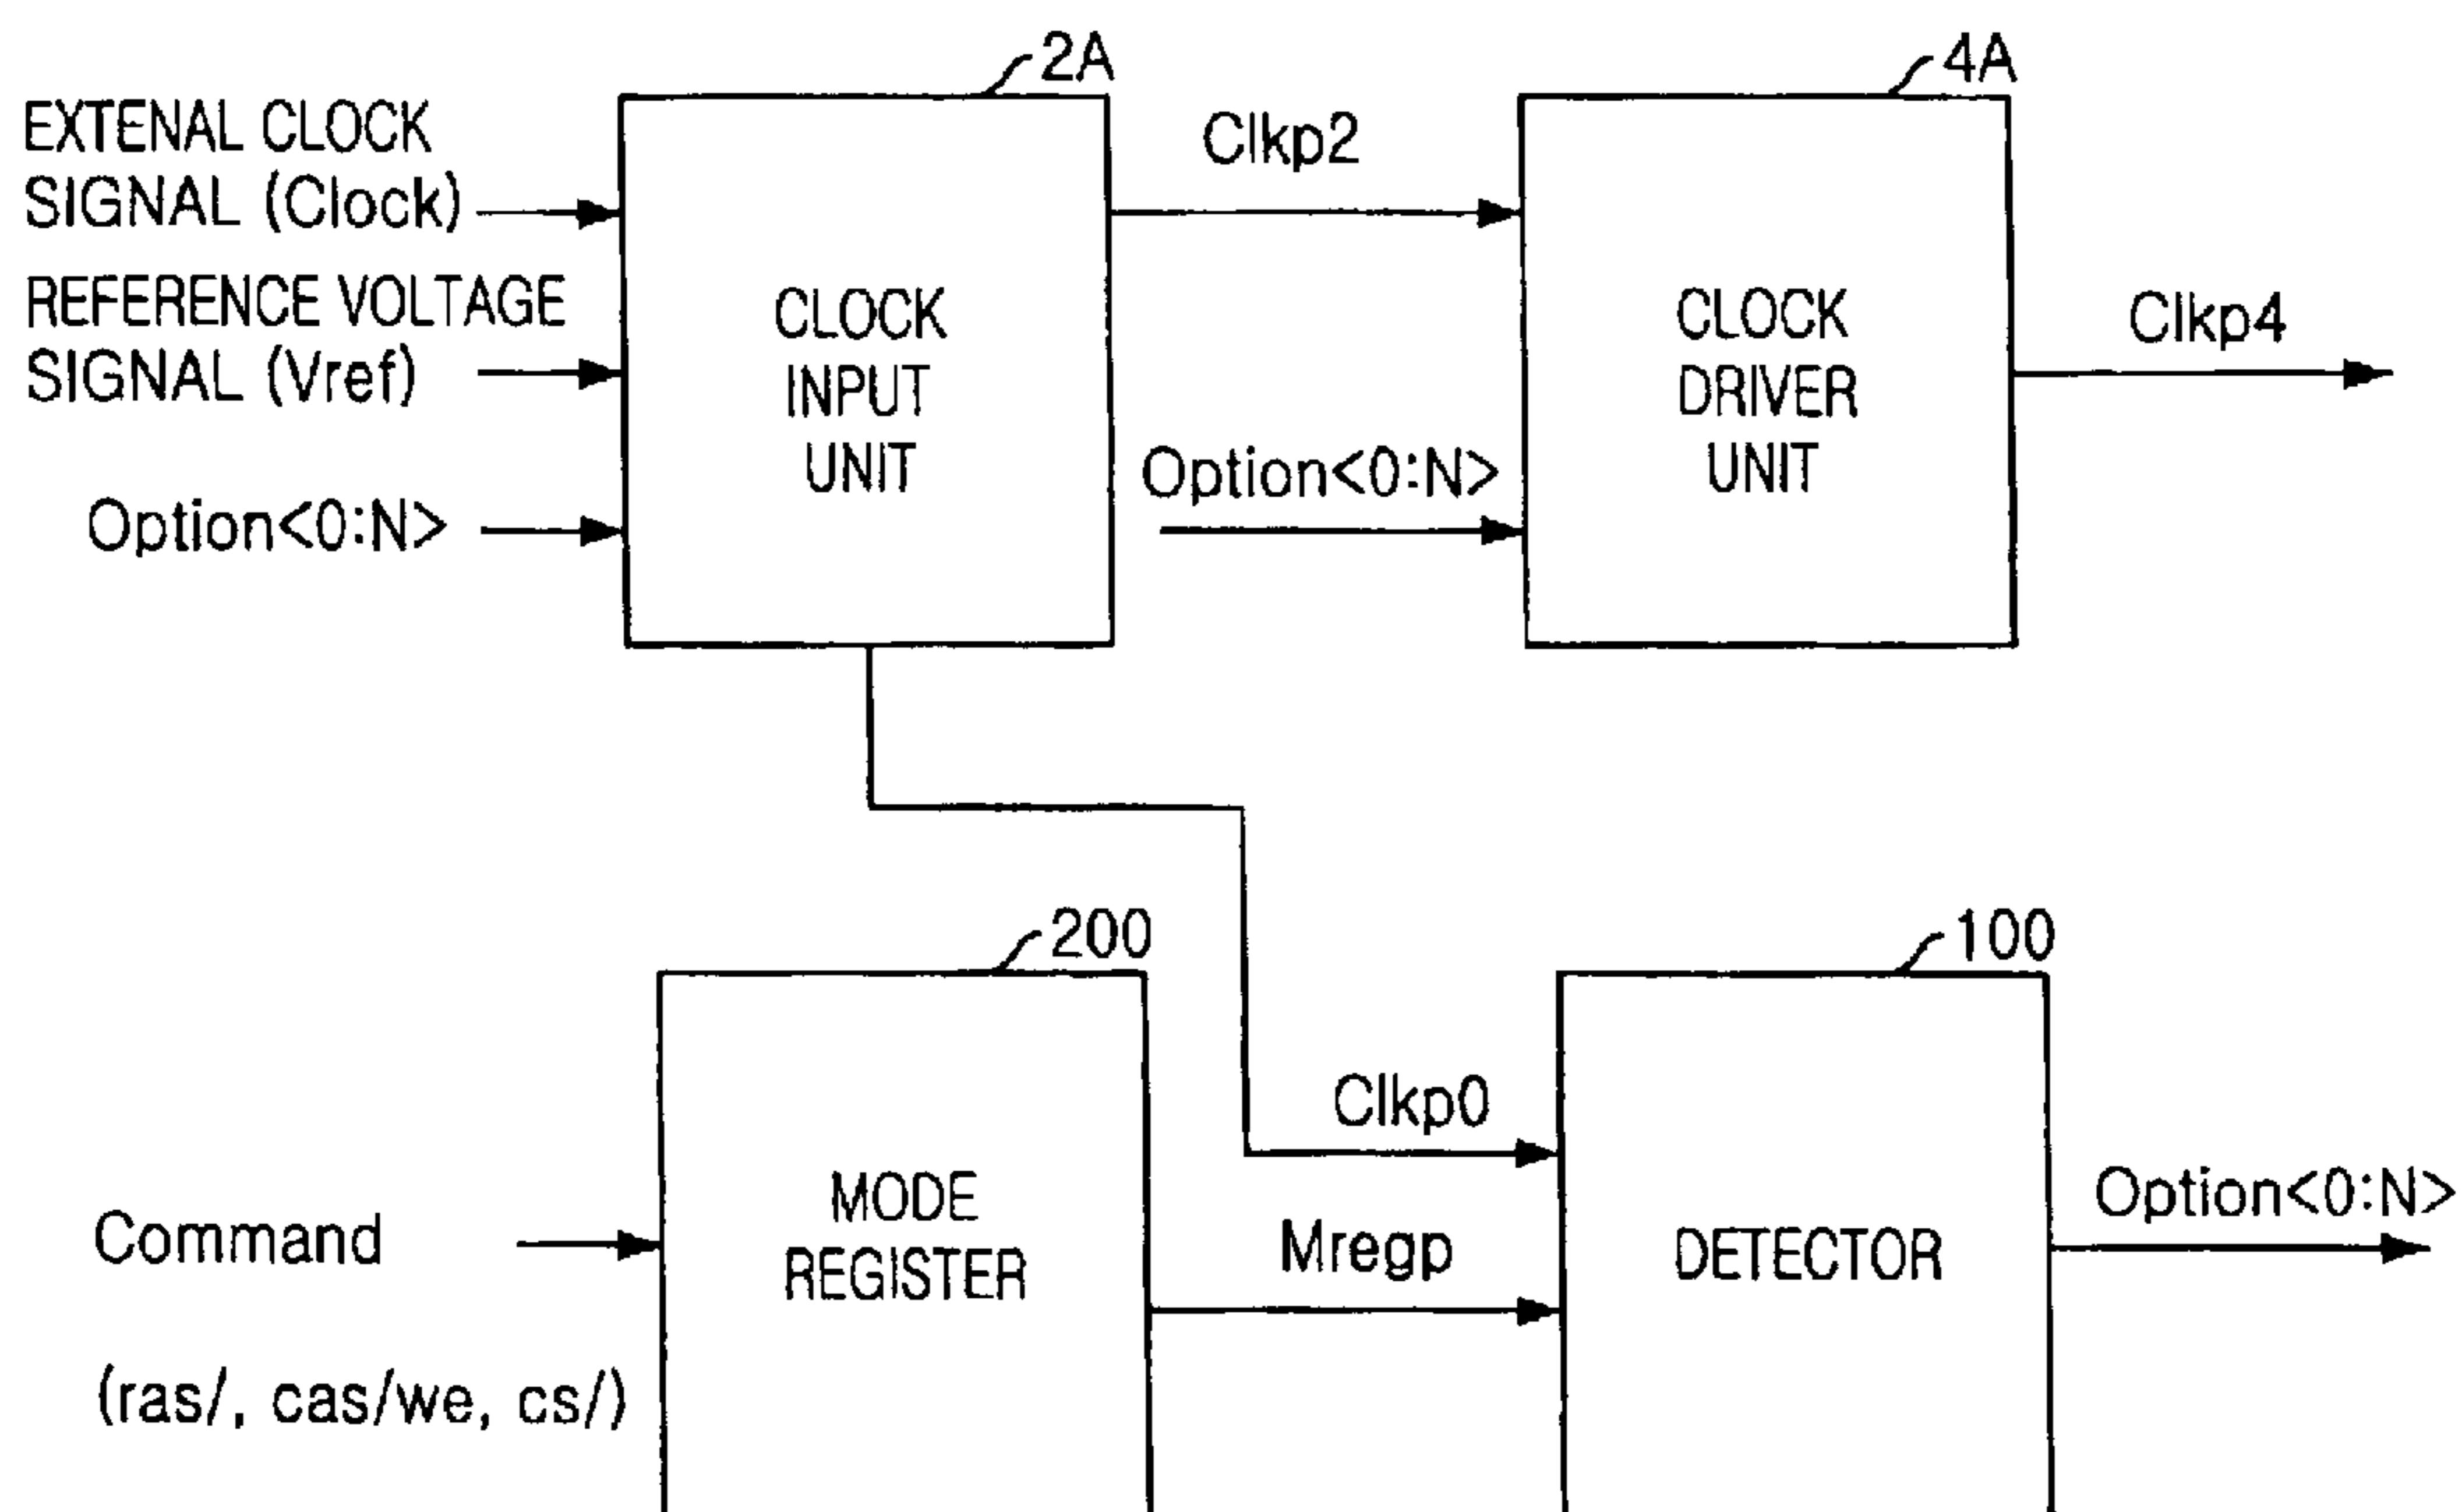 2A
4A
EXTENAL CLOCK
SIGNAL (Clock)
Clkp2
REFERENCE VOLTAGE
SIGNAL (Vref)
CLOCK
INPUT
UNIT
CLOCK
DRIVER
UNIT
Clkp4
Option<0:N>
Option<0:N>
200
100
Clkp0
Command
(ras/, cas/we, cs/)
MODE
REGISTER
Mregp
DETECTOR
Option<0:N>